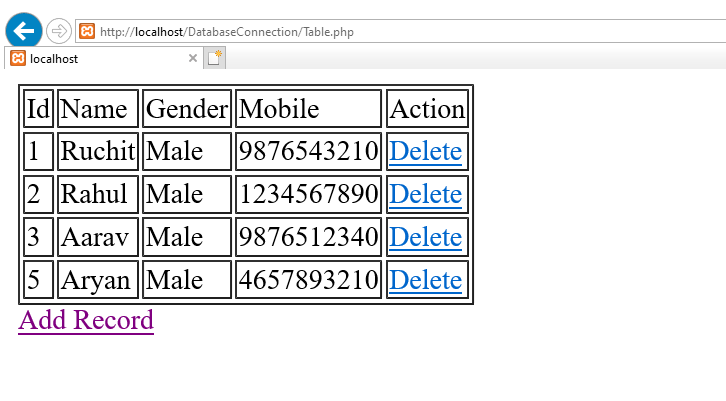 http://localhost/DatabaseConnection/Table.php
localhost
Id Name Gender Mobile Action
1 Ruchit Male 9876543210 Delete
2 Rahul Male 1234567890 Delete
3 Aarav Male 9876512340 Delete
5 Aryan Male 4657893210 Delete
Add Record